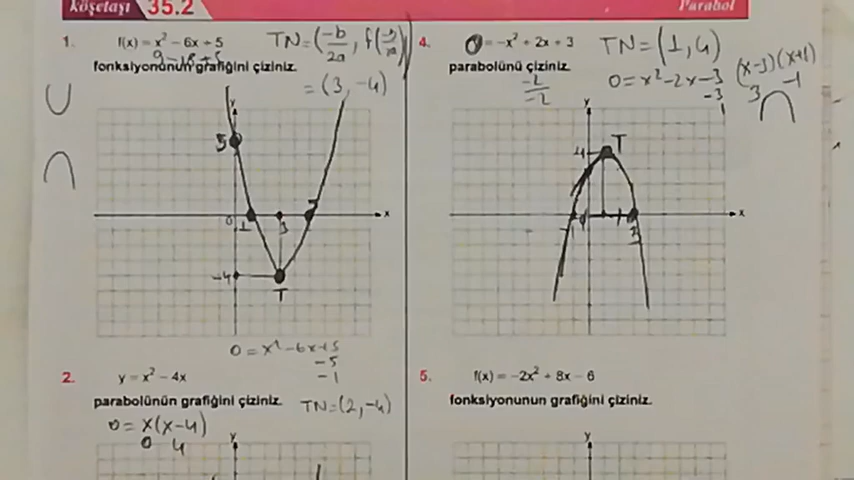 köşetaşı 35.2
Parabol
1. f(x) = x² − 6x + 5
TN = (-b/2a, f(
fonksiyonunun grafiğini çiziniz.
= (3, -4)
y
5
0 1 3 5 x
-4
T
0 = x² - 6x + 5
-5
-1
2. y = x² − 4x
parabolünün grafiğini çiziniz.
TN = (2, -4)
0 = x(x-4)
0 4
y
4. = −x² + 2x + 3
TN = (1, 4)
parabolünü çiziniz.
-2/-2
0 = x² - 2x - 3
-3
1
(x-3)(x+1)
3 -1
y
4 T
x
3
5. f(x) = −2x² + 8x − 6
fonksiyonunun grafiğini çiziniz.
y